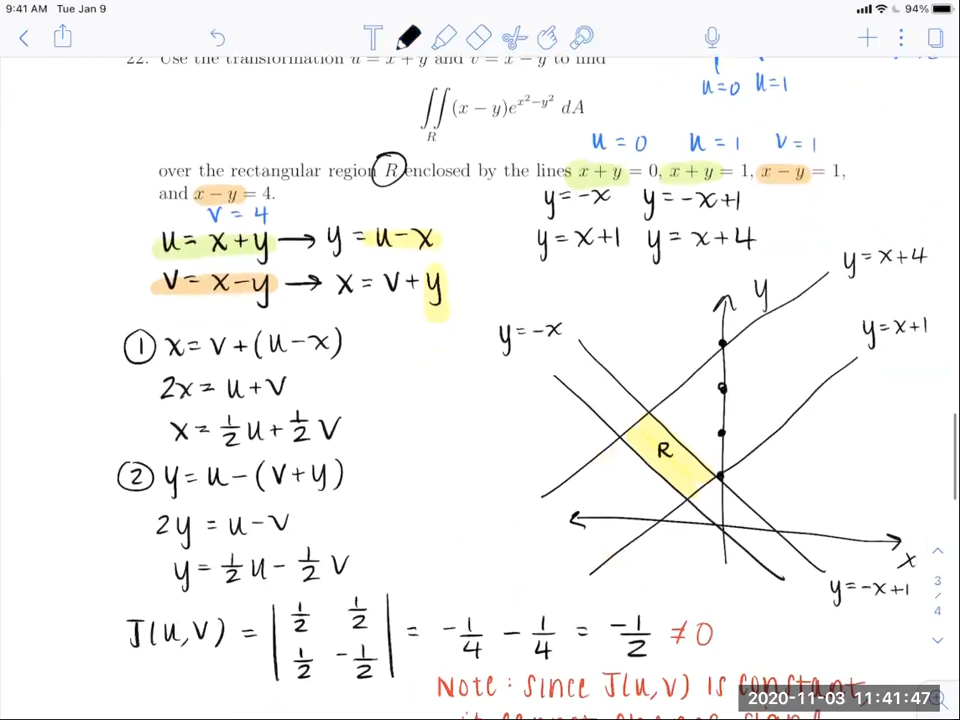 9:41 AM Tue Jan 9
94%
22. Use the transformation u = x + y and v = x − y to find
u=0 u=1
∬_R (x − y)e^{x²−y²} dA
u=0 u=1 v=1
over the rectangular region R enclosed by the lines x + y = 0, x + y = 1, x − y = 1,
and x − y = 4.
v=4
y=-x y=-x+1
y=x+1 y=x+4
u=x+y → y=u-x
v=x-y → x=v+y
① x=v+(u-x)
2x=u+v
x=½u+½v
② y=u-(v+y)
2y=u-v
y=½u-½v
y
y=x+4
y=x+1
y=-x
R
x
y=-x+1
J(u,v) = | ½ ½ ; ½ -½ | = -¼ - ¼ = -½ ≠0
3/4
Note: since J(u,v) is constant,
2020-11-03 11:41:47